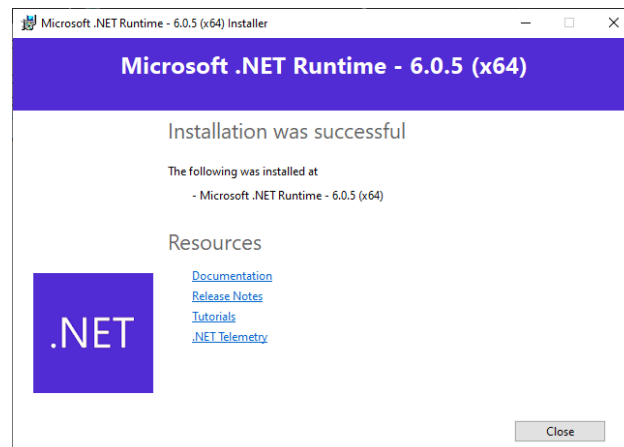 Microsoft .NET Runtime - 6.0.5 (x64) Installer
Microsoft .NET Runtime - 6.0.5 (x64)
Installation was successful
The following was installed at
- Microsoft .NET Runtime - 6.0.5 (x64)
Resources
Documentation
Release Notes
Tutorials
.NET Telemetry
.NET
Close